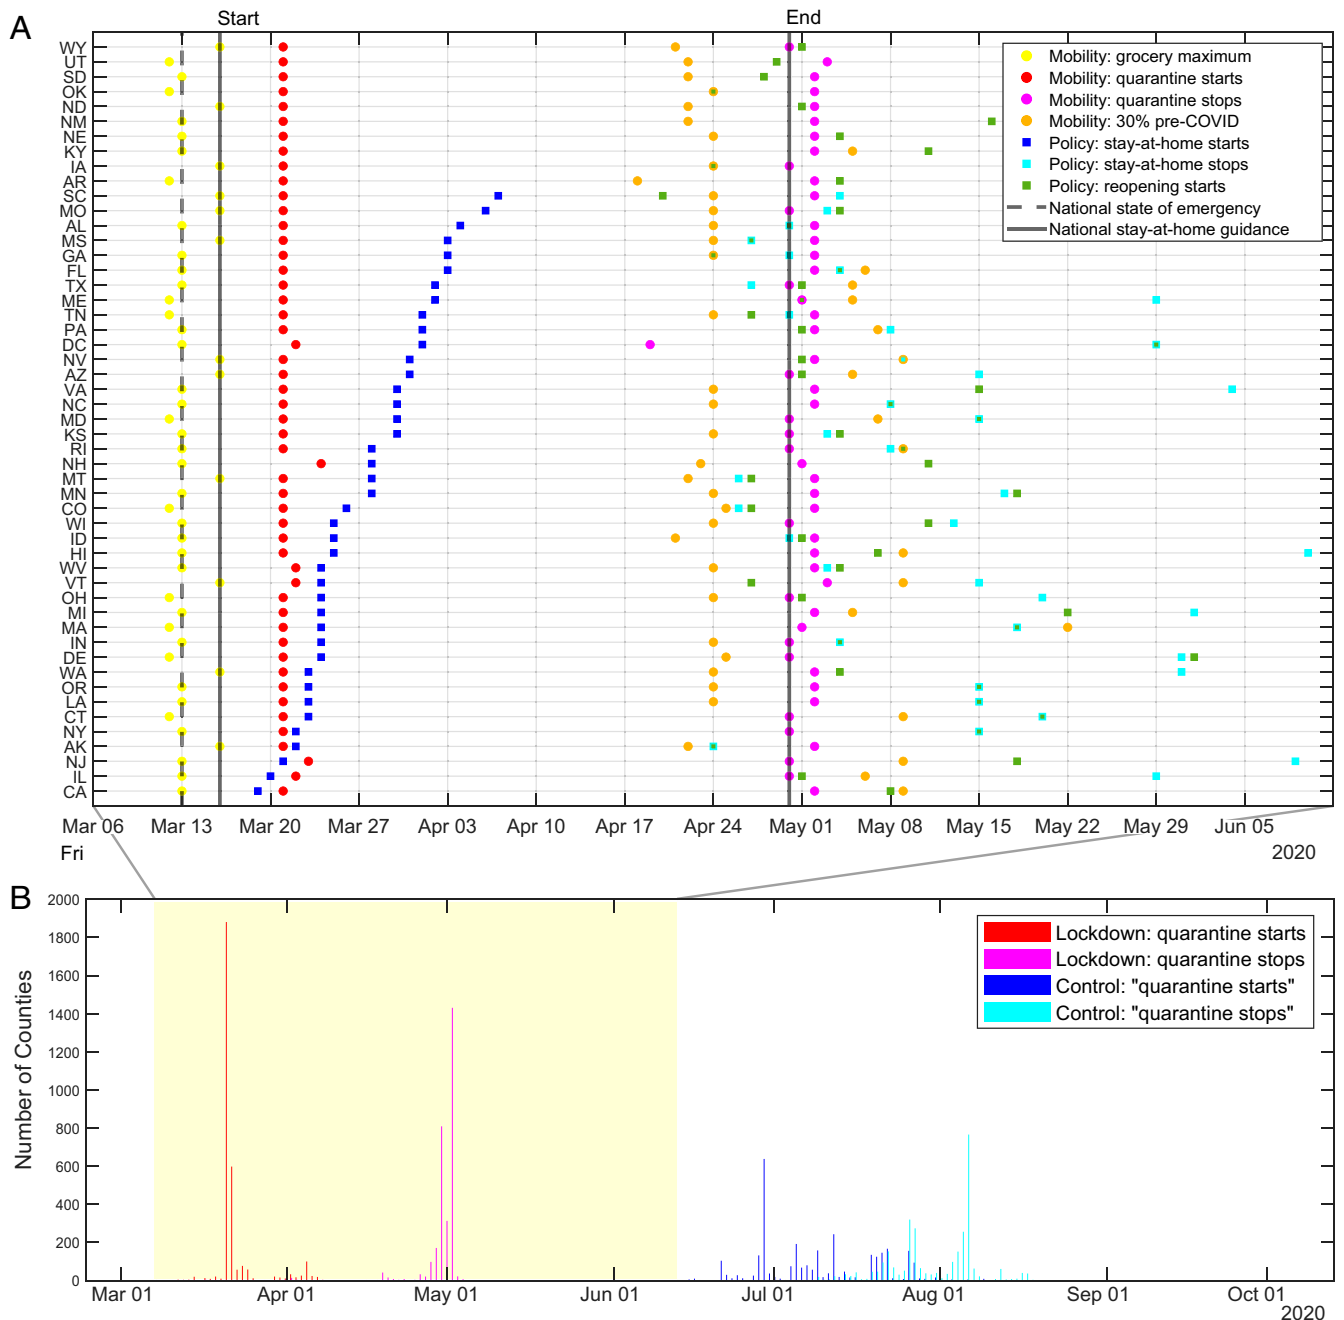 A
Start
End
WY
UT
SD
OK
ND
NM
NE
KY
IA
AR
SC
MO
AL
MS
GA
FL
TX
ME
TN
PA
DC
NV
AZ
VA
NC
MD
KS
RI
NH
MT
MN
CO
WI
ID
HI
WV
VT
OH
MI
MA
IN
DE
WA
OR
LA
CT
NY
AK
NJ
IL
CA
Mobility: grocery maximum
Mobility: quarantine starts
Mobility: quarantine stops
Mobility: 30% pre-COVID
Policy: stay-at-home starts
Policy: stay-at-home stops
Policy: reopening starts
National state of emergency
National stay-at-home guidance
Mar 06 Mar 13 Mar 20 Mar 27 Apr 03 Apr 10 Apr 17 Apr 24 May 01 May 08 May 15 May 22 May 29 Jun 05
Fri 2020
B
Number of Counties
2000
1800
1600
1400
1200
1000
800
600
400
200
0
Lockdown: quarantine starts
Lockdown: quarantine stops
Control: "quarantine starts"
Control: "quarantine stops"
Mar 01 Apr 01 May 01 Jun 01 Jul 01 Aug 01 Sep 01 Oct 01
2020